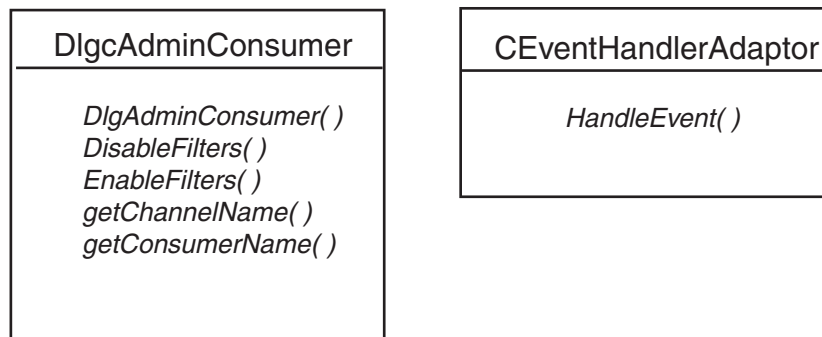 DlgcAdminConsumer
DlgAdminConsumer( )
DisableFilters( )
EnableFilters( )
getChannelName( )
getConsumerName( )
CEventHandlerAdaptor
HandleEvent( )